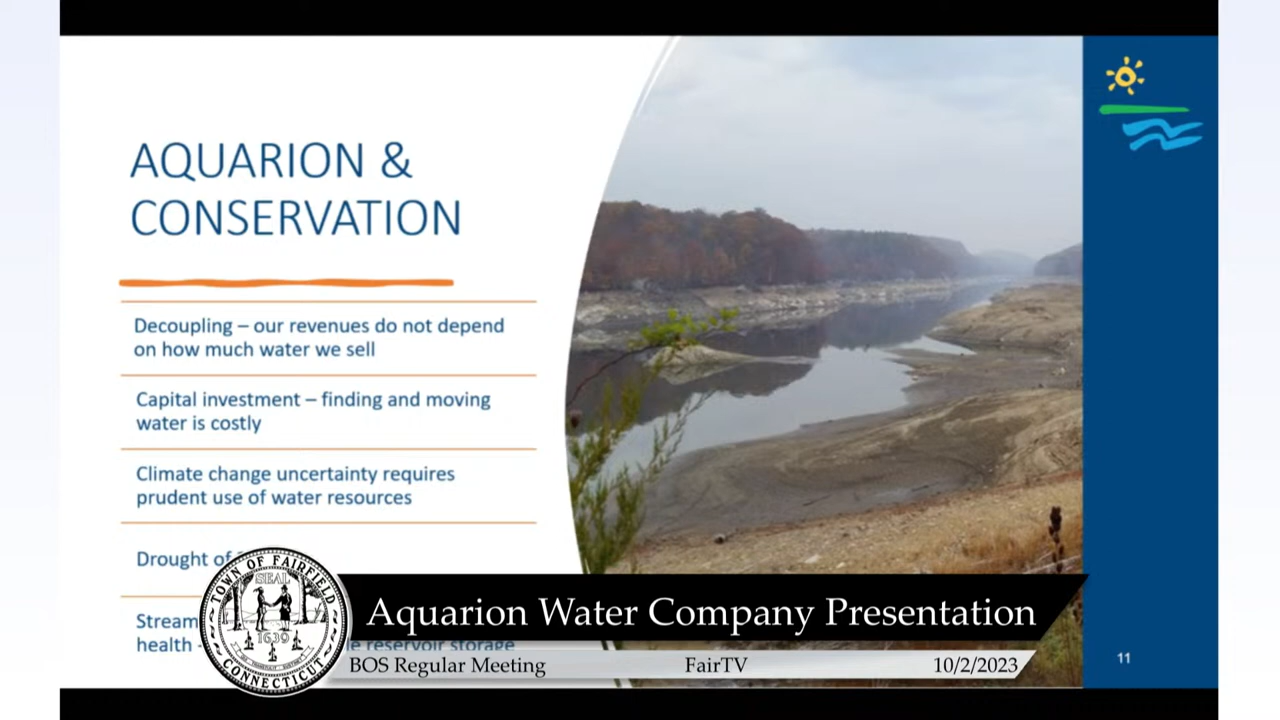 AQUARION &
CONSERVATION
Decoupling – our revenues do not depend
on how much water we sell
Capital investment – finding and moving
water is costly
Climate change uncertainty requires
prudent use of water resources
Drought of
Stream
health -
reservoir storage
TOWN OF FAIRFIELD
SEAL
1639
CONNECTICUT
Aquarion Water Company Presentation
BOS Regular Meeting FairTV 10/2/2023
11